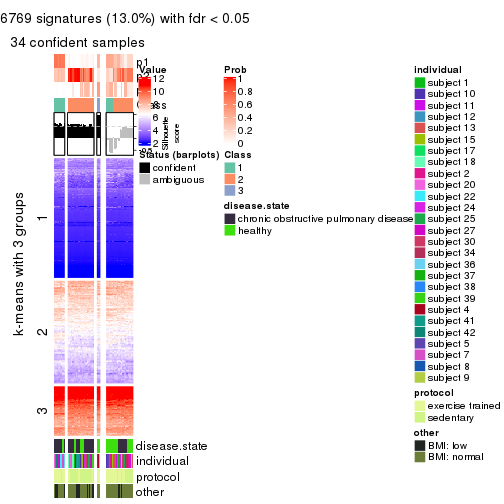 6769 signatures (13.0%) with fdr < 0.05
34 confident samples
p1
p2
Class
Silhouette
score
k-means with 3 groups
1
2
3
disease.state
individual
protocol
other
Value
12
10
8
6
4
2
Status (barplots)
confident
ambiguous
Prob
1
0.8
0.6
0.4
0.2
0
Class
1
2
3
disease.state
chronic obstructive pulmonary disease
healthy
individual
subject 1
subject 10
subject 11
subject 12
subject 13
subject 15
subject 17
subject 18
subject 2
subject 20
subject 22
subject 24
subject 25
subject 27
subject 30
subject 34
subject 36
subject 37
subject 38
subject 39
subject 4
subject 41
subject 42
subject 5
subject 7
subject 8
subject 9
protocol
exercise trained
sedentary
other
BMI: low
BMI: normal